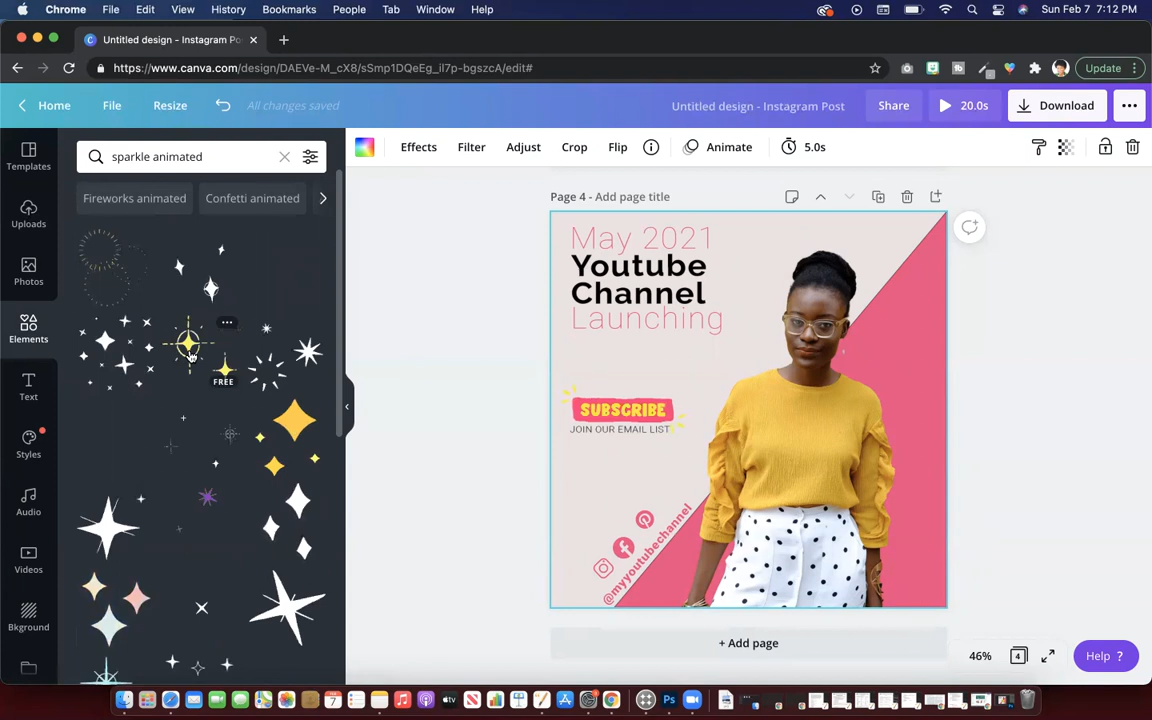 Chrome File Edit View History Bookmarks People Tab Window Help Sun Feb 7 7:12 PM
Untitled design - Instagram Po
https://www.canva.com/design/DAEVe-M_cX8/sSmp1DQeEg_il7p-bgszcA/edit# Update
Home File Resize All changes saved Untitled design - Instagram Post Share 20.0s Download
Templates
Uploads
Photos
Elements
Text
Styles
Audio
Videos
Bkground
sparkle animated
Fireworks animated Confetti animated
FREE
Effects Filter Adjust Crop Flip Animate 5.0s
Page 4 - Add page title
May 2021
Youtube
Channel
Launching
SUBSCRIBE
JOIN OUR EMAIL LIST
@myyoutubechannel
+ Add page
46% 4 Help ?